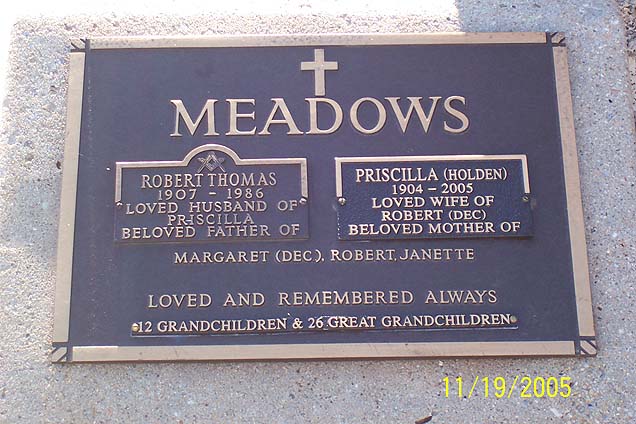 MEADOWS
ROBERT THOMAS
1907 - 1986
LOVED HUSBAND OF
PRISCILLA
BELOVED FATHER OF
PRISCILLA (HOLDEN)
1904 - 2005
LOVED WIFE OF
ROBERT (DEC)
BELOVED MOTHER OF
MARGARET (DEC), ROBERT, JANETTE
LOVED AND REMEMBERED ALWAYS
12 GRANDCHILDREN & 26 GREAT GRANDCHILDREN
11/19/2005